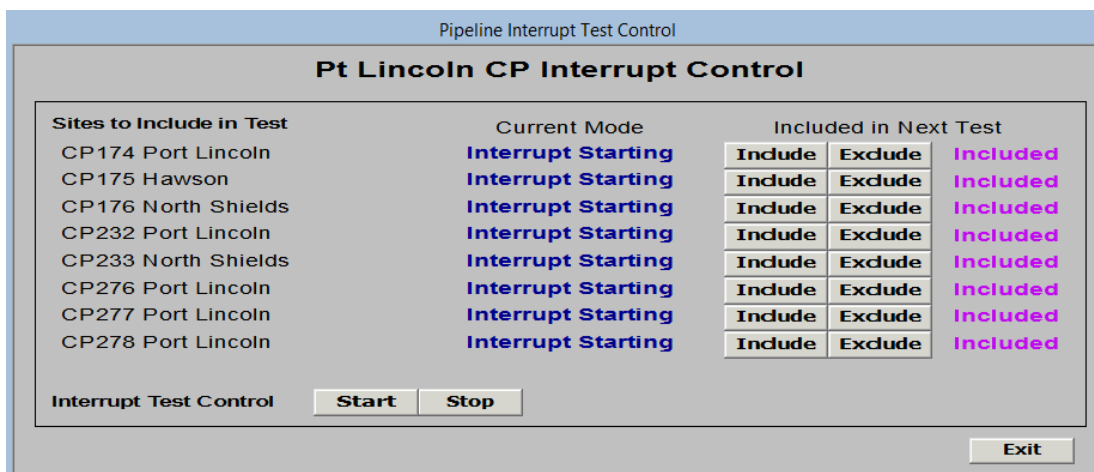 Pipeline Interrupt Test Control
Pt Lincoln CP Interrupt Control
Sites to Include in Test Current Mode Included in Next Test
CP174 Port Lincoln Interrupt Starting Include Exclude Included
CP175 Hawson Interrupt Starting Include Exclude Included
CP176 North Shields Interrupt Starting Include Exclude Included
CP232 Port Lincoln Interrupt Starting Include Exclude Included
CP233 North Shields Interrupt Starting Include Exclude Included
CP276 Port Lincoln Interrupt Starting Include Exclude Included
CP277 Port Lincoln Interrupt Starting Include Exclude Included
CP278 Port Lincoln Interrupt Starting Include Exclude Included
Interrupt Test Control Start Stop
Exit